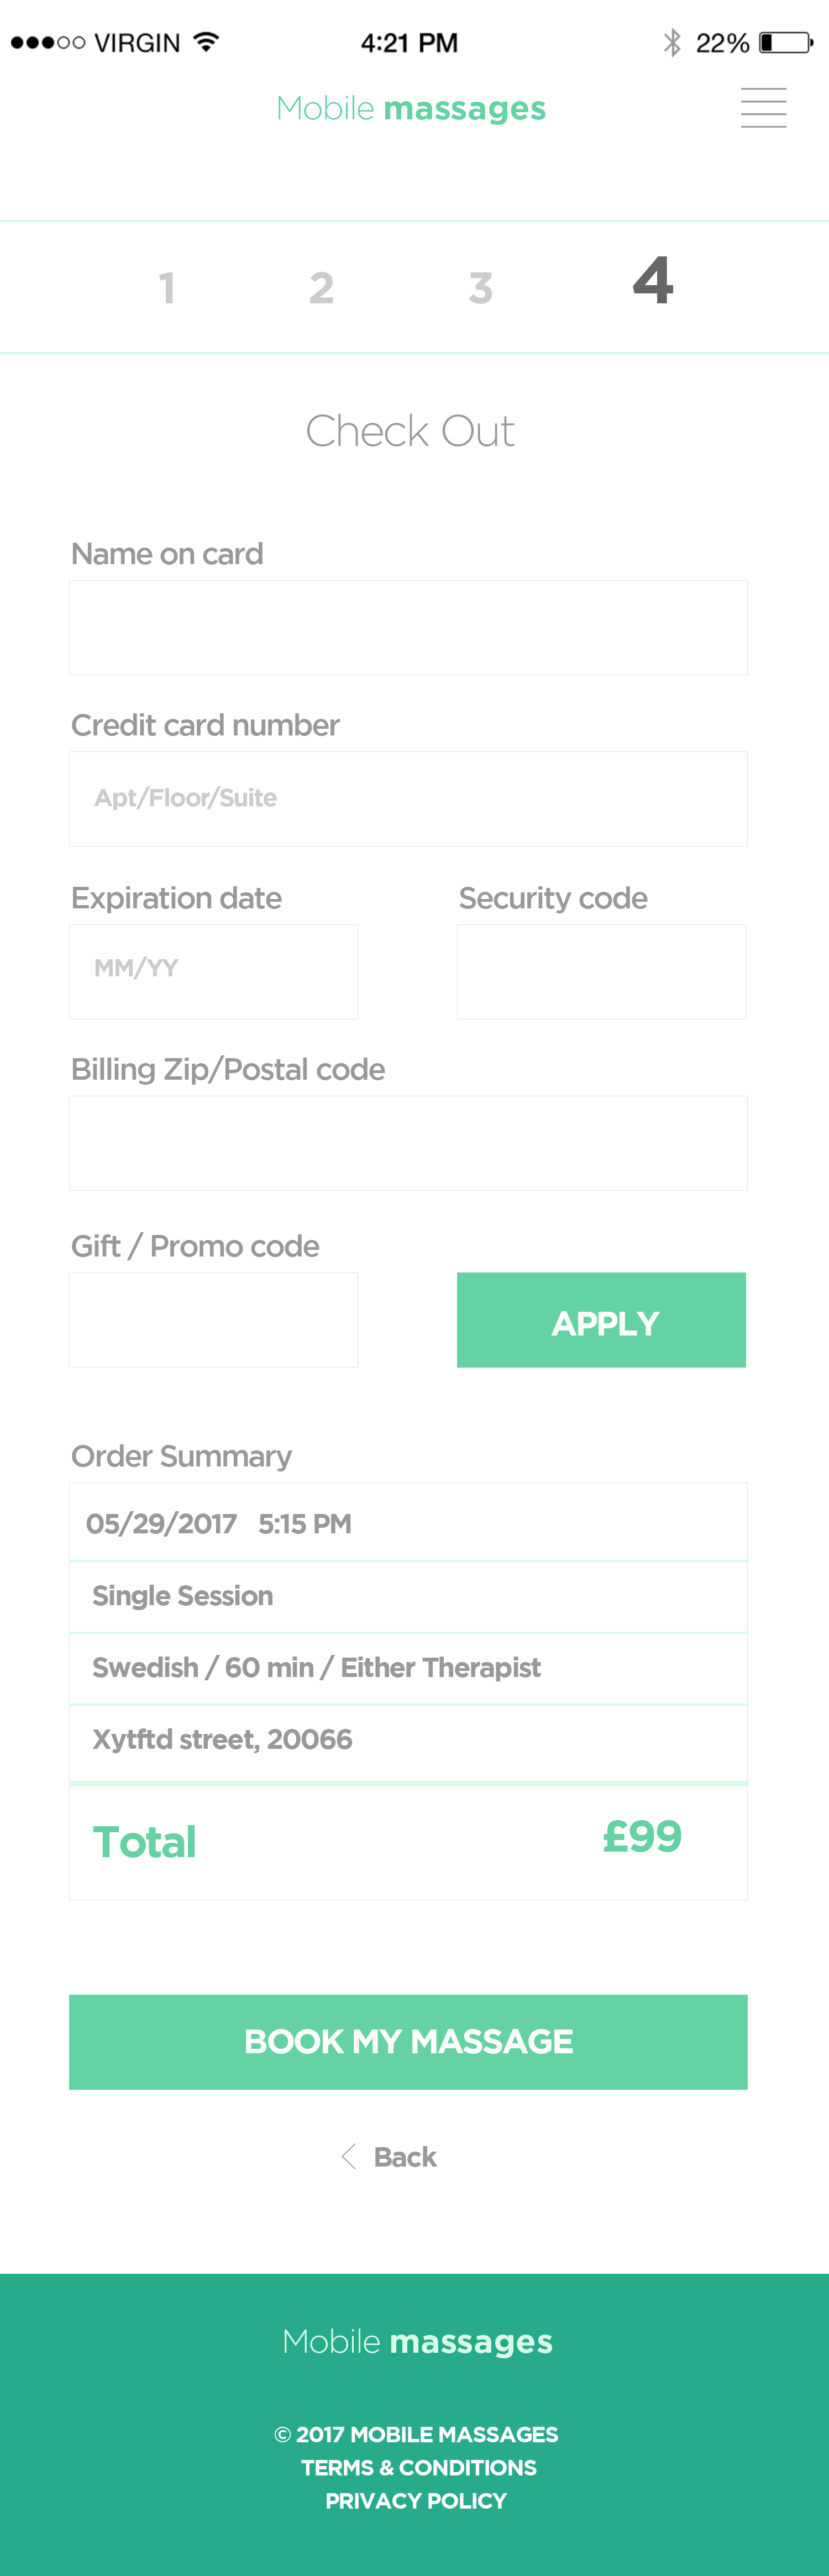 VIRGIN 4:21 PM 22%
Mobile massages
1 2 3 4
Check Out
Name on card
Credit card number
Apt/Floor/Suite
Expiration date Security code
MM/YY
Billing Zip/Postal code
Gift / Promo code
APPLY
Order Summary
05/29/2017 5:15 PM
Single Session
Swedish / 60 min / Either Therapist
Xytftd street, 20066
Total £99
BOOK MY MASSAGE
Back
Mobile massages
© 2017 MOBILE MASSAGES
TERMS & CONDITIONS
PRIVACY POLICY